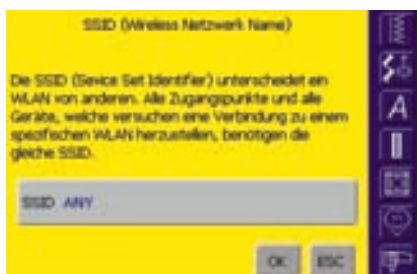 SSID (Wireless Netzwerk Name)
Die SSID (Sevice Set Identifier) unterscheidet ein
WLAN von anderen. Alle Zugangspunkte und alle
Geräte, welche versuchen eine Verbindung zu einem
spezifischen WLAN herzustellen, benötigen die
gleiche SSID.
SSID ANY
OK ESC
A